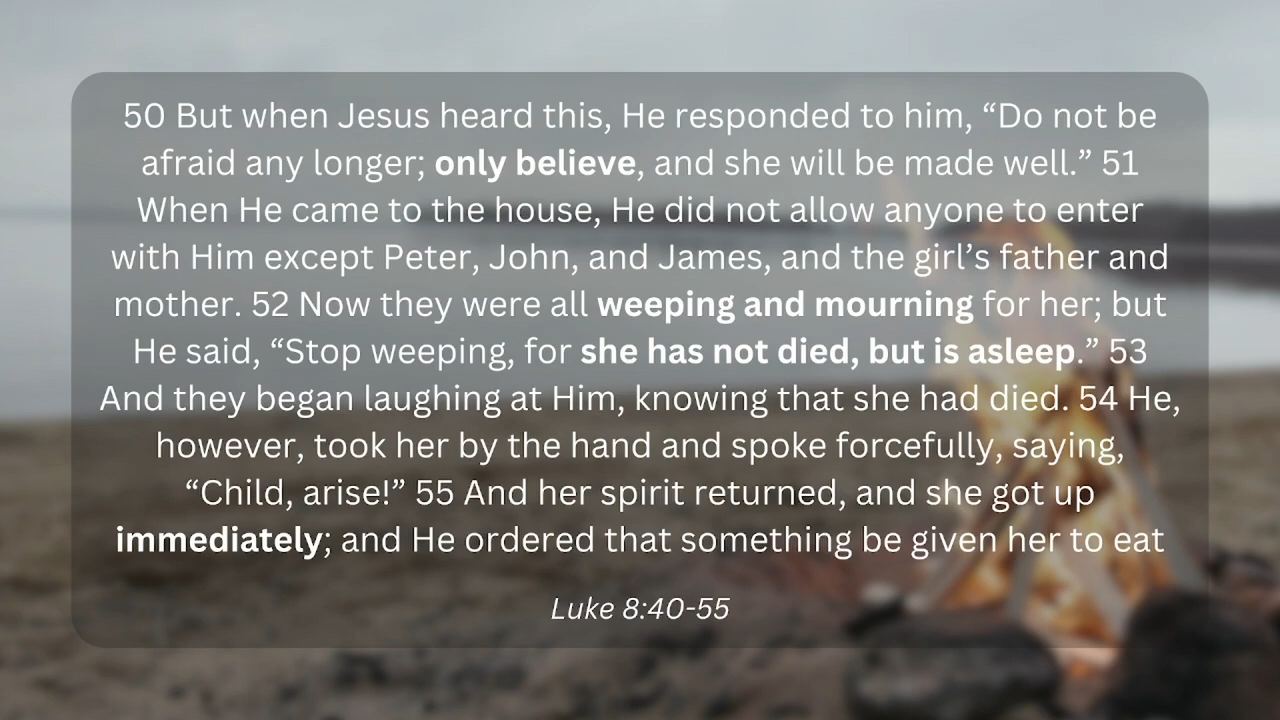 50 But when Jesus heard this, He responded to him, “Do not be
afraid any longer; only believe, and she will be made well.” 51
When He came to the house, He did not allow anyone to enter
with Him except Peter, John, and James, and the girl’s father and
mother. 52 Now they were all weeping and mourning for her; but
He said, “Stop weeping, for she has not died, but is asleep.” 53
And they began laughing at Him, knowing that she had died. 54 He,
however, took her by the hand and spoke forcefully, saying,
“Child, arise!” 55 And her spirit returned, and she got up
immediately; and He ordered that something be given her to eat
Luke 8:40-55